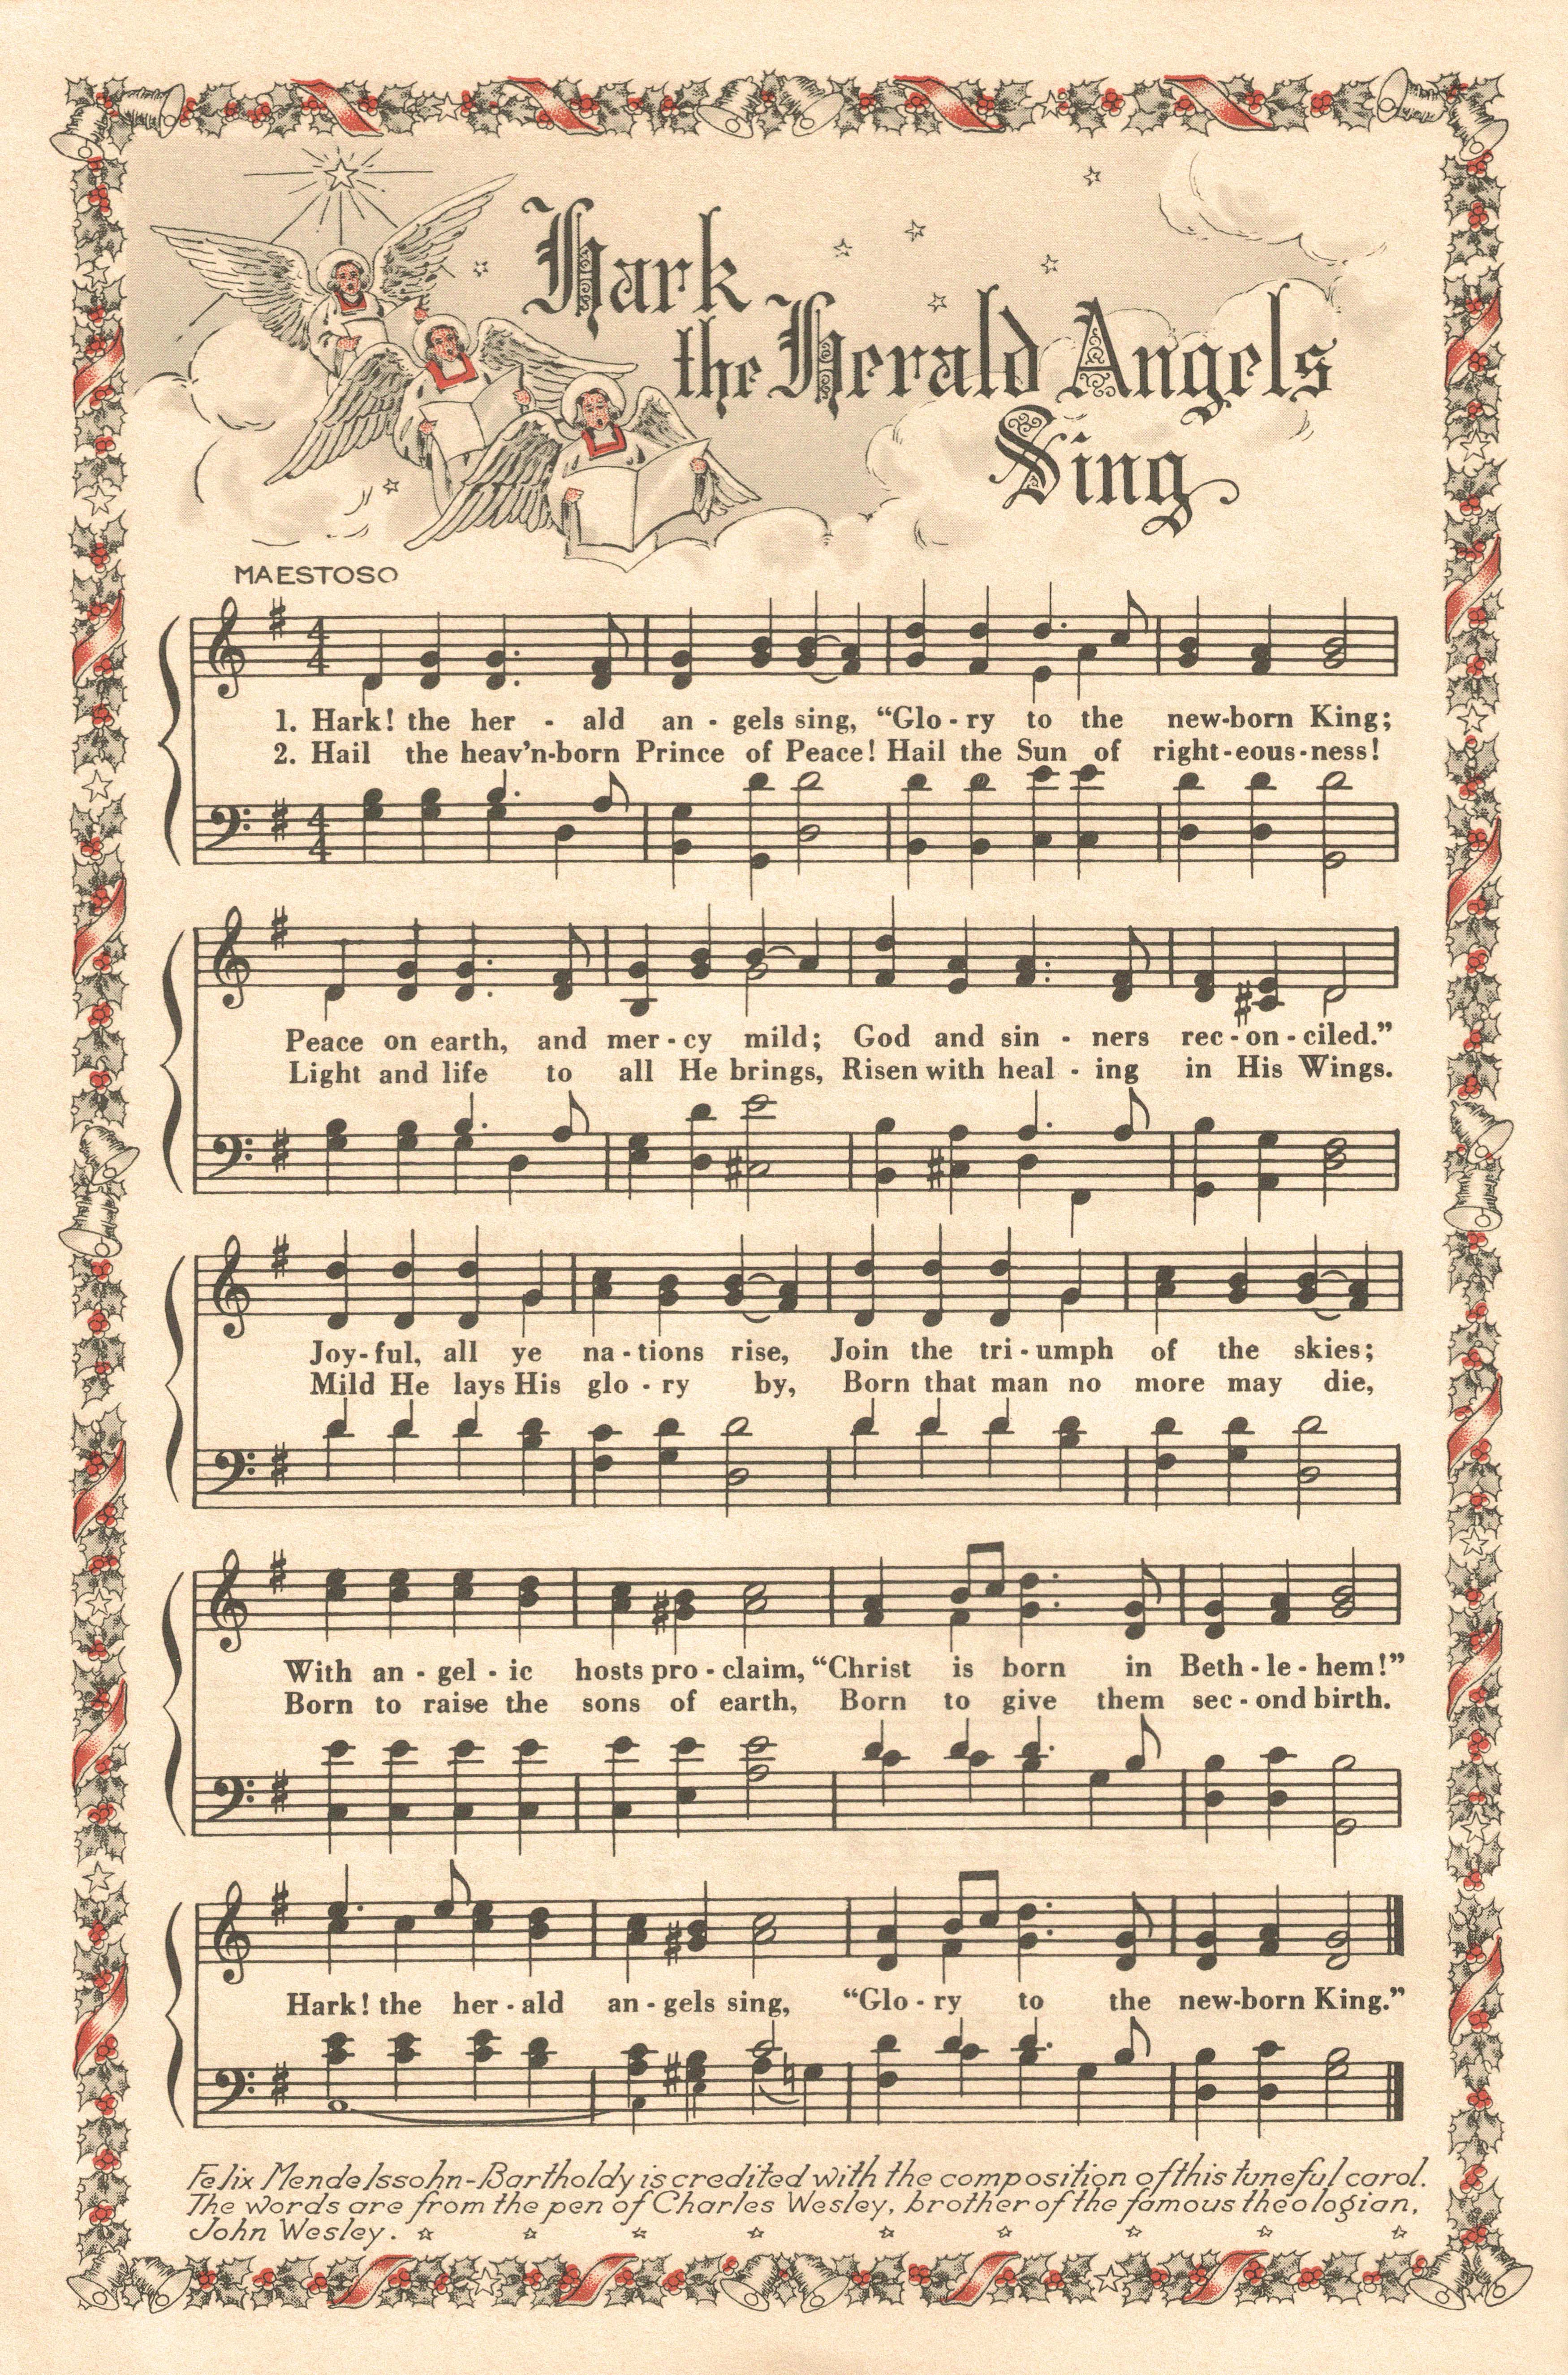 Hark
the Herald Angels
Sing
MAESTOSO
4 4
1. Hark! the her - ald an - gels sing, “Glo - ry to the new-born King;
2. Hail the heav'n-born Prince of Peace! Hail the Sun of right-eous-ness!
4 4
Peace on earth, and mer - cy mild; God and sin - ners rec - on - ciled.”
Light and life to all He brings, Risen with heal - ing in His Wings.
Joy - ful, all ye na - tions rise, Join the tri - umph of the skies;
Mild He lays His glo - ry by, Born that man no more may die,
With an - gel - ic hosts pro - claim, “Christ is born in Beth - le - hem!”
Born to raise the sons of earth, Born to give them sec - ond birth.
Hark! the her - ald an - gels sing, “Glo - ry to the new-born King.”
Felix Mendelssohn-Bartholdy is credited with the composition of this tuneful carol.
The words are from the pen of Charles Wesley, brother of the famous theologian,
John Wesley.